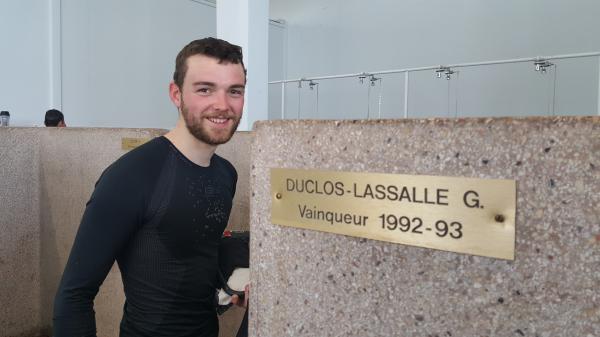 DUCLOS-LASSALLE G.
Vainqueur 1992-93